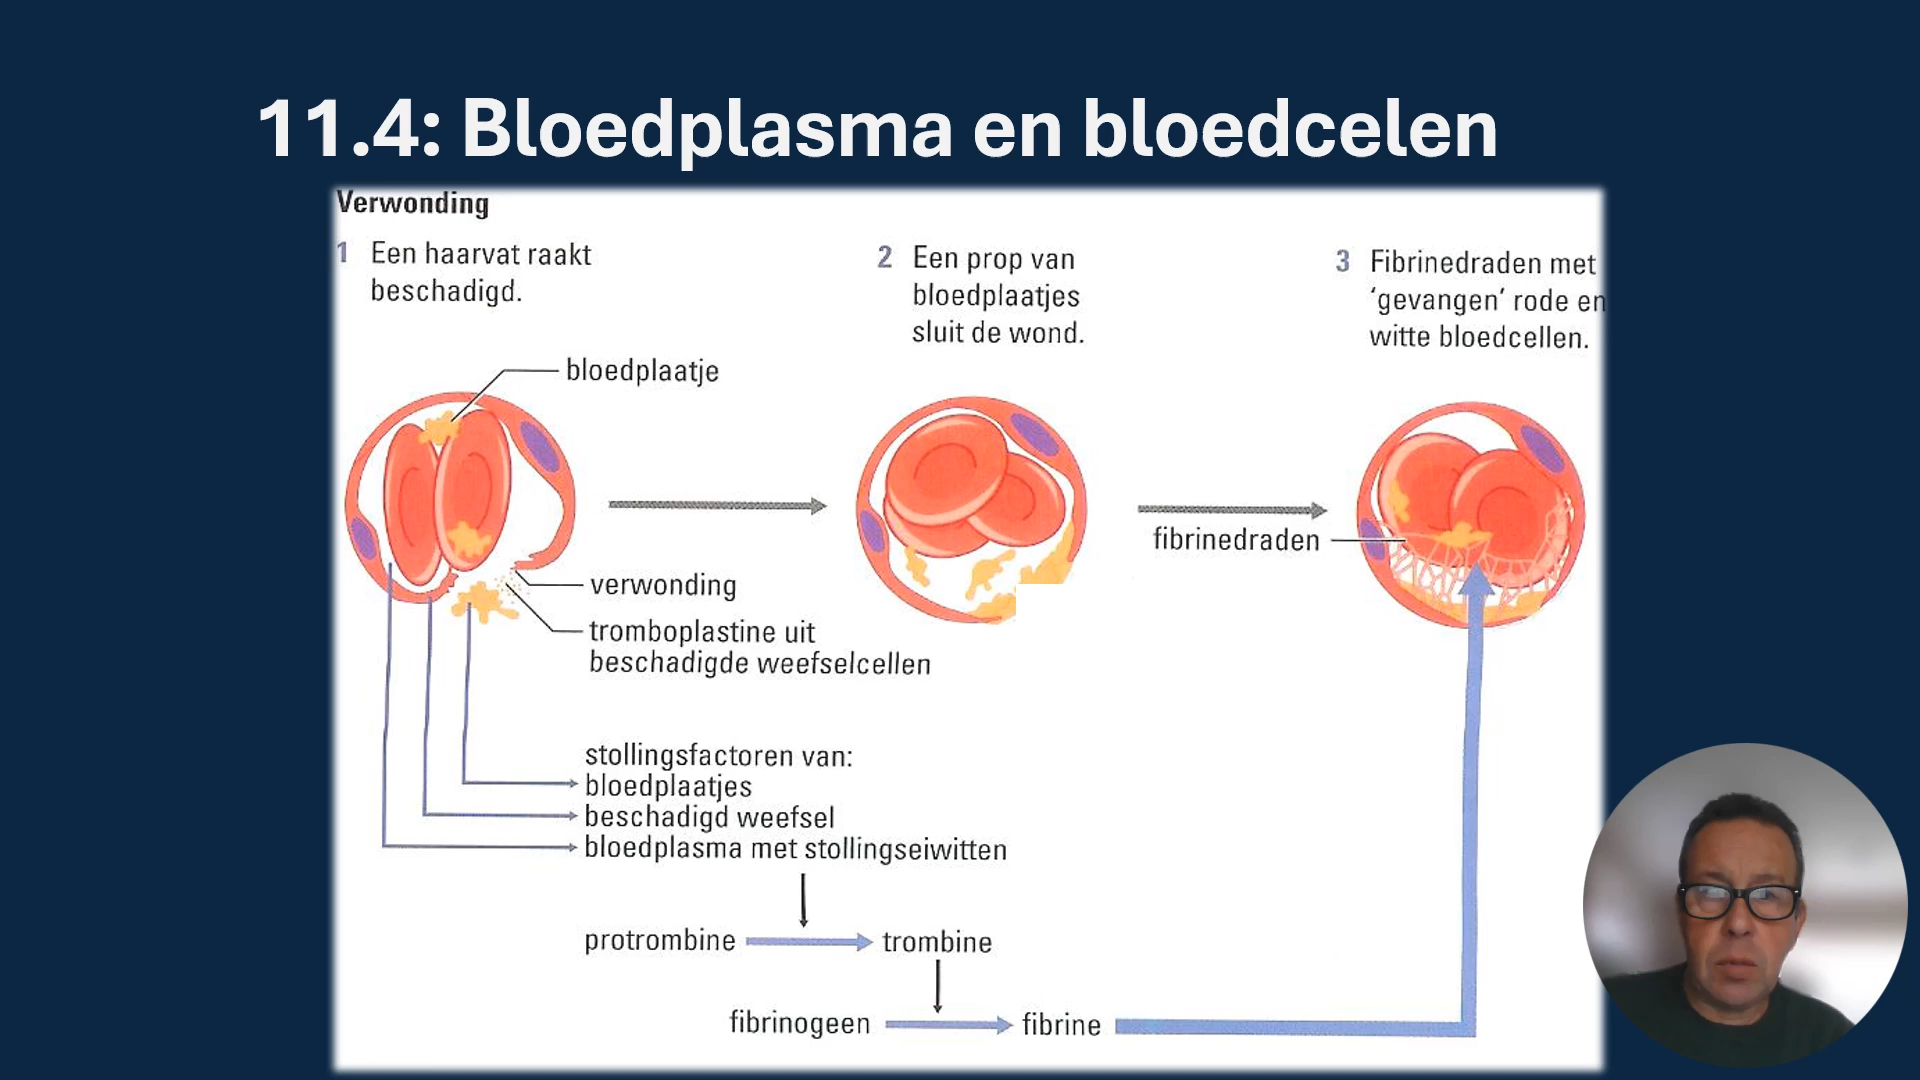 11.4: Bloedplasma en bloedcelen
Verwonding
1 Een haarvat raakt
beschadigd.
2 Een prop van
bloedplaatjes
sluit de wond.
3 Fibrinedraden met
‘gevangen’ rode en
witte bloedcellen.
bloedplaatje
fibrinedraden
verwonding
tromboplastine uit
beschadigde weefselcellen
stollingsfactoren van:
bloedplaatjes
beschadigd weefsel
bloedplasma met stollingseiwitten
protrombine
trombine
fibrinogeen
fibrine